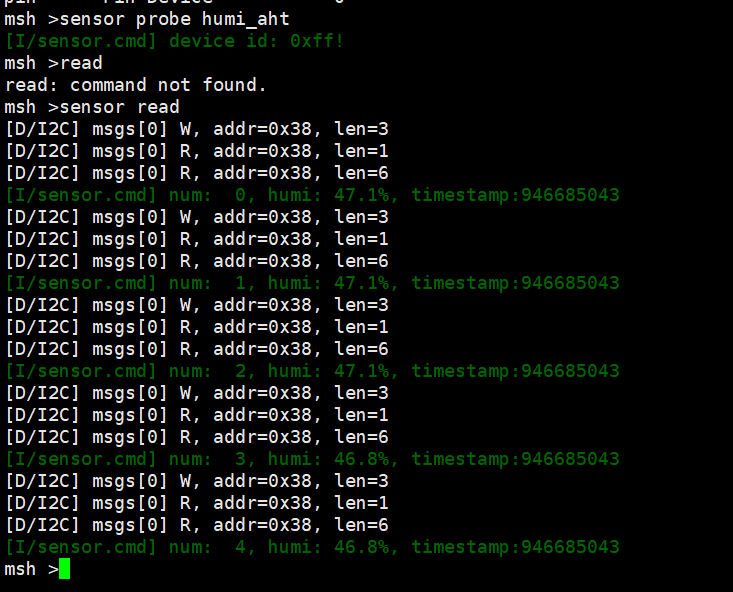 msh >sensor probe humi_aht
[I/sensor.cmd] device id: 0xff!
msh >read
read: command not found.
msh >sensor read
[D/I2C] msgs[0] W, addr=0x38, len=3
[D/I2C] msgs[0] R, addr=0x38, len=1
[D/I2C] msgs[0] R, addr=0x38, len=6
[I/sensor.cmd] num:  0, humi: 47.1%, timestamp:946685043
[D/I2C] msgs[0] W, addr=0x38, len=3
[D/I2C] msgs[0] R, addr=0x38, len=1
[D/I2C] msgs[0] R, addr=0x38, len=6
[I/sensor.cmd] num:  1, humi: 47.1%, timestamp:946685043
[D/I2C] msgs[0] W, addr=0x38, len=3
[D/I2C] msgs[0] R, addr=0x38, len=1
[D/I2C] msgs[0] R, addr=0x38, len=6
[I/sensor.cmd] num:  2, humi: 47.1%, timestamp:946685043
[D/I2C] msgs[0] W, addr=0x38, len=3
[D/I2C] msgs[0] R, addr=0x38, len=1
[D/I2C] msgs[0] R, addr=0x38, len=6
[I/sensor.cmd] num:  3, humi: 46.8%, timestamp:946685043
[D/I2C] msgs[0] W, addr=0x38, len=3
[D/I2C] msgs[0] R, addr=0x38, len=1
[D/I2C] msgs[0] R, addr=0x38, len=6
[I/sensor.cmd] num:  4, humi: 46.8%, timestamp:946685043
msh >